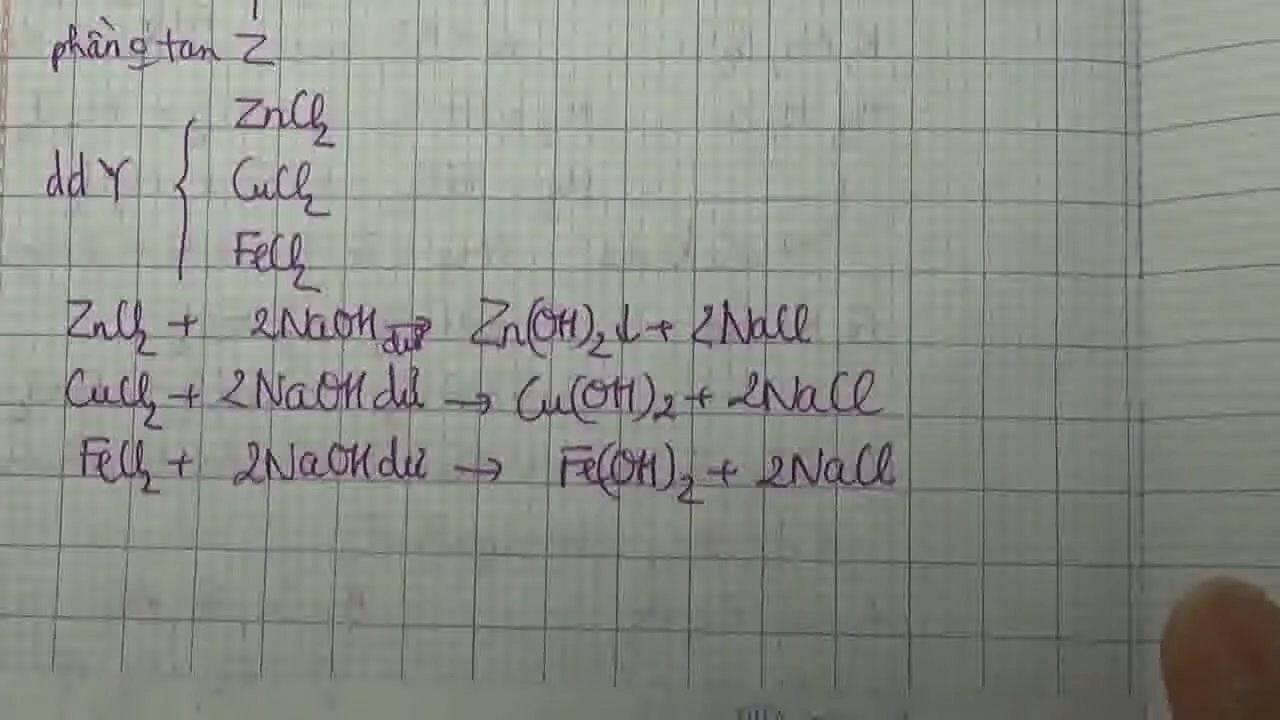 phần g tan Z
ZnCl2
dd Y { CuCl2
FeCl2
ZnCl2 + 2NaOH dư → Zn(OH)2↓ + 2NaCl
CuCl2 + 2NaOH dư → Cu(OH)2 + 2NaCl
FeCl2 + 2NaOH dư → Fe(OH)2 + 2NaCl